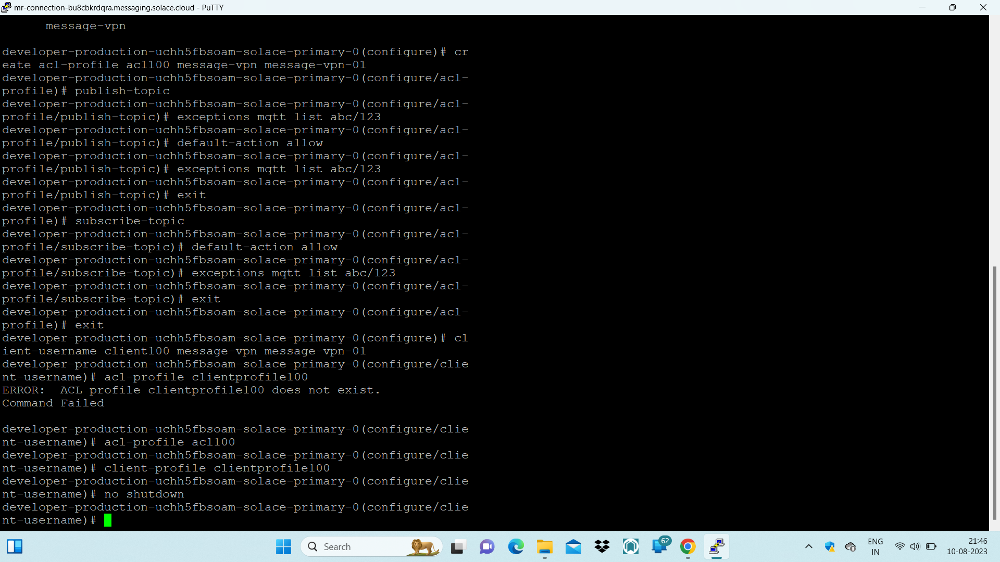 mr-connection-bu8cbkrdqra.messaging.solace.cloud - PuTTY
message-vpn
developer-production-uchh5fbsoam-solace-primary-0(configure)# cr
eate acl-profile acl100 message-vpn message-vpn-01
developer-production-uchh5fbsoam-solace-primary-0(configure/acl-
profile)# publish-topic
developer-production-uchh5fbsoam-solace-primary-0(configure/acl-
profile/publish-topic)# exceptions mqtt list abc/123
developer-production-uchh5fbsoam-solace-primary-0(configure/acl-
profile/publish-topic)# default-action allow
developer-production-uchh5fbsoam-solace-primary-0(configure/acl-
profile/publish-topic)# exceptions mqtt list abc/123
developer-production-uchh5fbsoam-solace-primary-0(configure/acl-
profile/publish-topic)# exit
developer-production-uchh5fbsoam-solace-primary-0(configure/acl-
profile)# subscribe-topic
developer-production-uchh5fbsoam-solace-primary-0(configure/acl-
profile/subscribe-topic)# default-action allow
developer-production-uchh5fbsoam-solace-primary-0(configure/acl-
profile/subscribe-topic)# exceptions mqtt list abc/123
developer-production-uchh5fbsoam-solace-primary-0(configure/acl-
profile/subscribe-topic)# exit
developer-production-uchh5fbsoam-solace-primary-0(configure/acl-
profile)# exit
developer-production-uchh5fbsoam-solace-primary-0(configure)# cl
ient-username client100 message-vpn message-vpn-01
developer-production-uchh5fbsoam-solace-primary-0(configure/clie
nt-username)# acl-profile clientprofile100
ERROR:  ACL profile clientprofile100 does not exist.
Command Failed
developer-production-uchh5fbsoam-solace-primary-0(configure/clie
nt-username)# acl-profile acl100
developer-production-uchh5fbsoam-solace-primary-0(configure/clie
nt-username)# client-profile clientprofile100
developer-production-uchh5fbsoam-solace-primary-0(configure/clie
nt-username)# no shutdown
developer-production-uchh5fbsoam-solace-primary-0(configure/clie
nt-username)#
Search
62
ENG
IN
21:46
10-08-2023